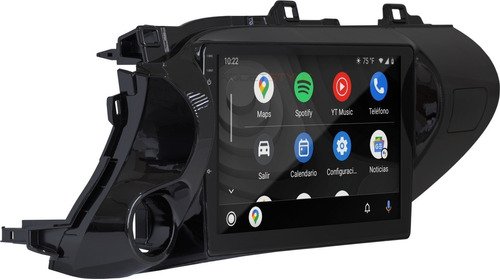 10:22
75 °F
Maps
Spotify
YT Music
Teléfono
Salir
Calendario
Configuraci...
Noticias